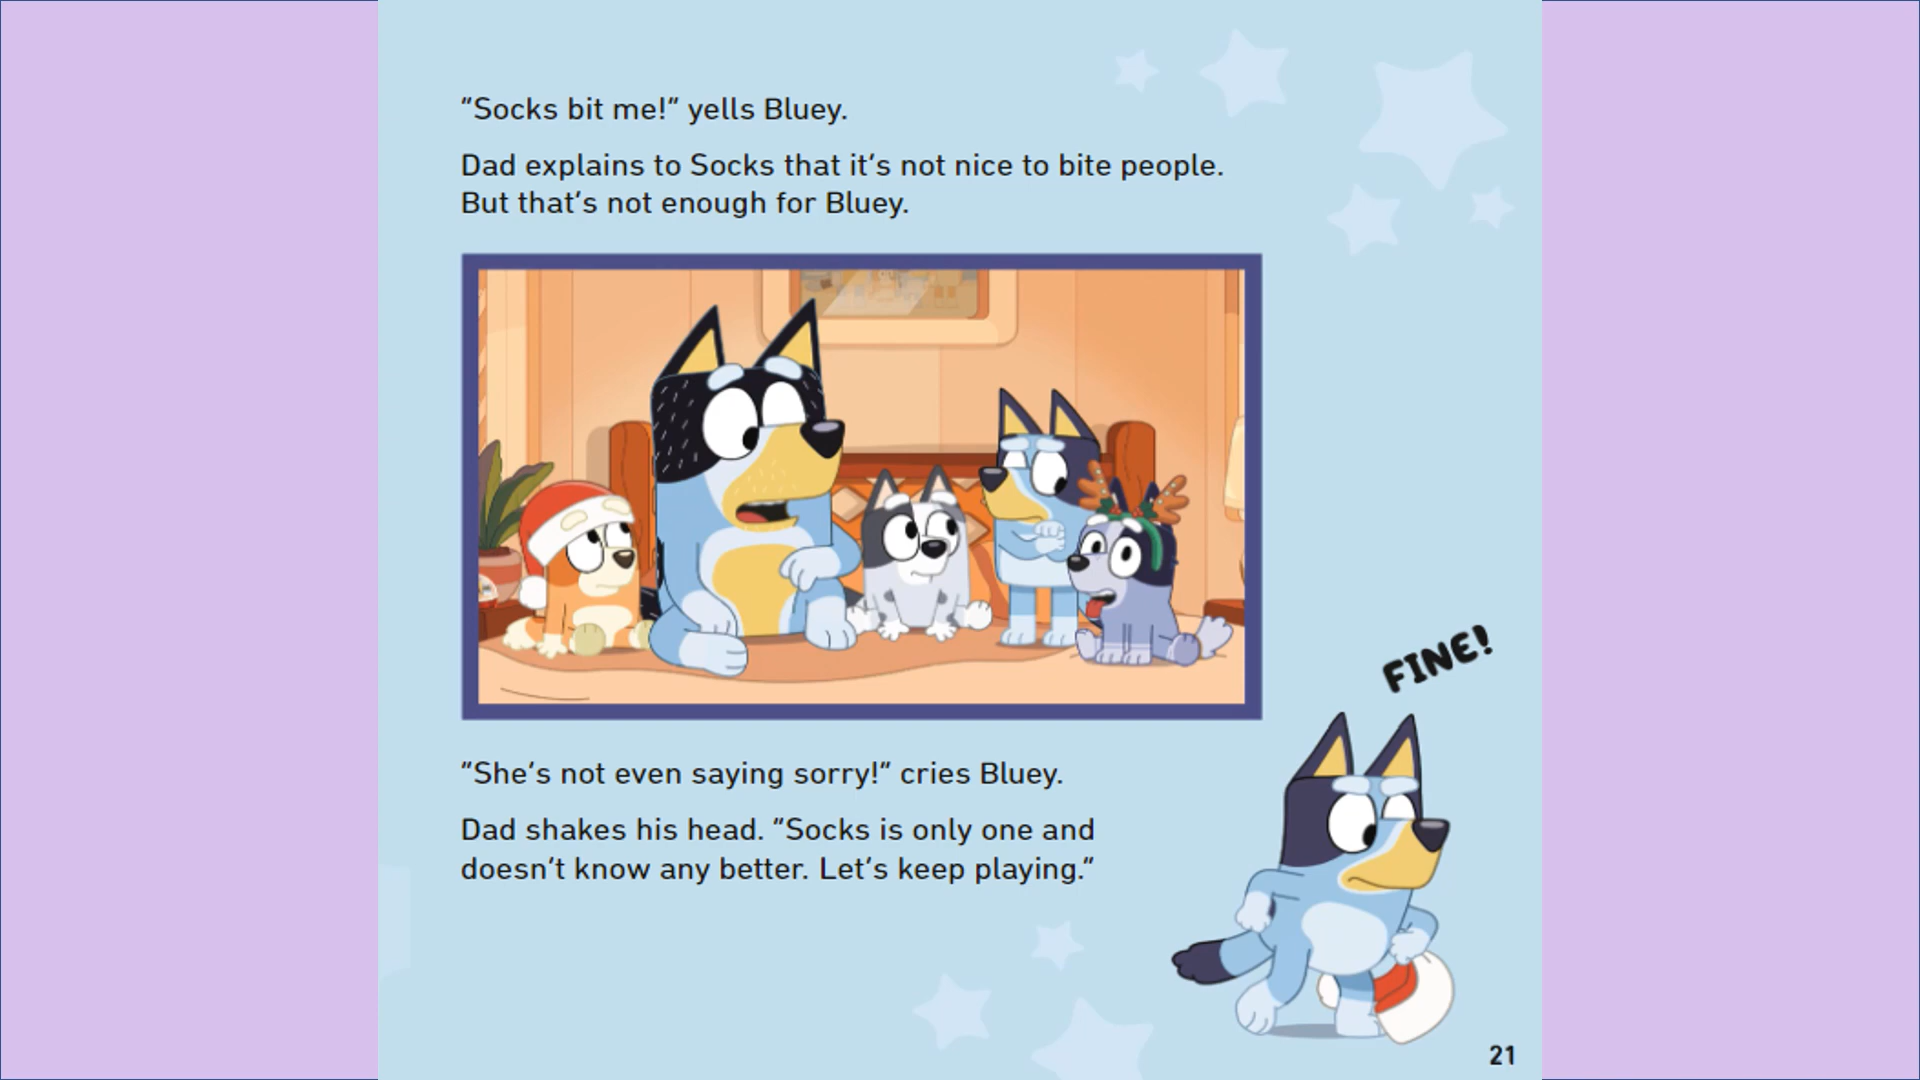 "Socks bit me!" yells Bluey.
Dad explains to Socks that it's not nice to bite people.
But that's not enough for Bluey.
FINE!
"She's not even saying sorry!" cries Bluey.
Dad shakes his head. "Socks is only one and
doesn't know any better. Let's keep playing."
21